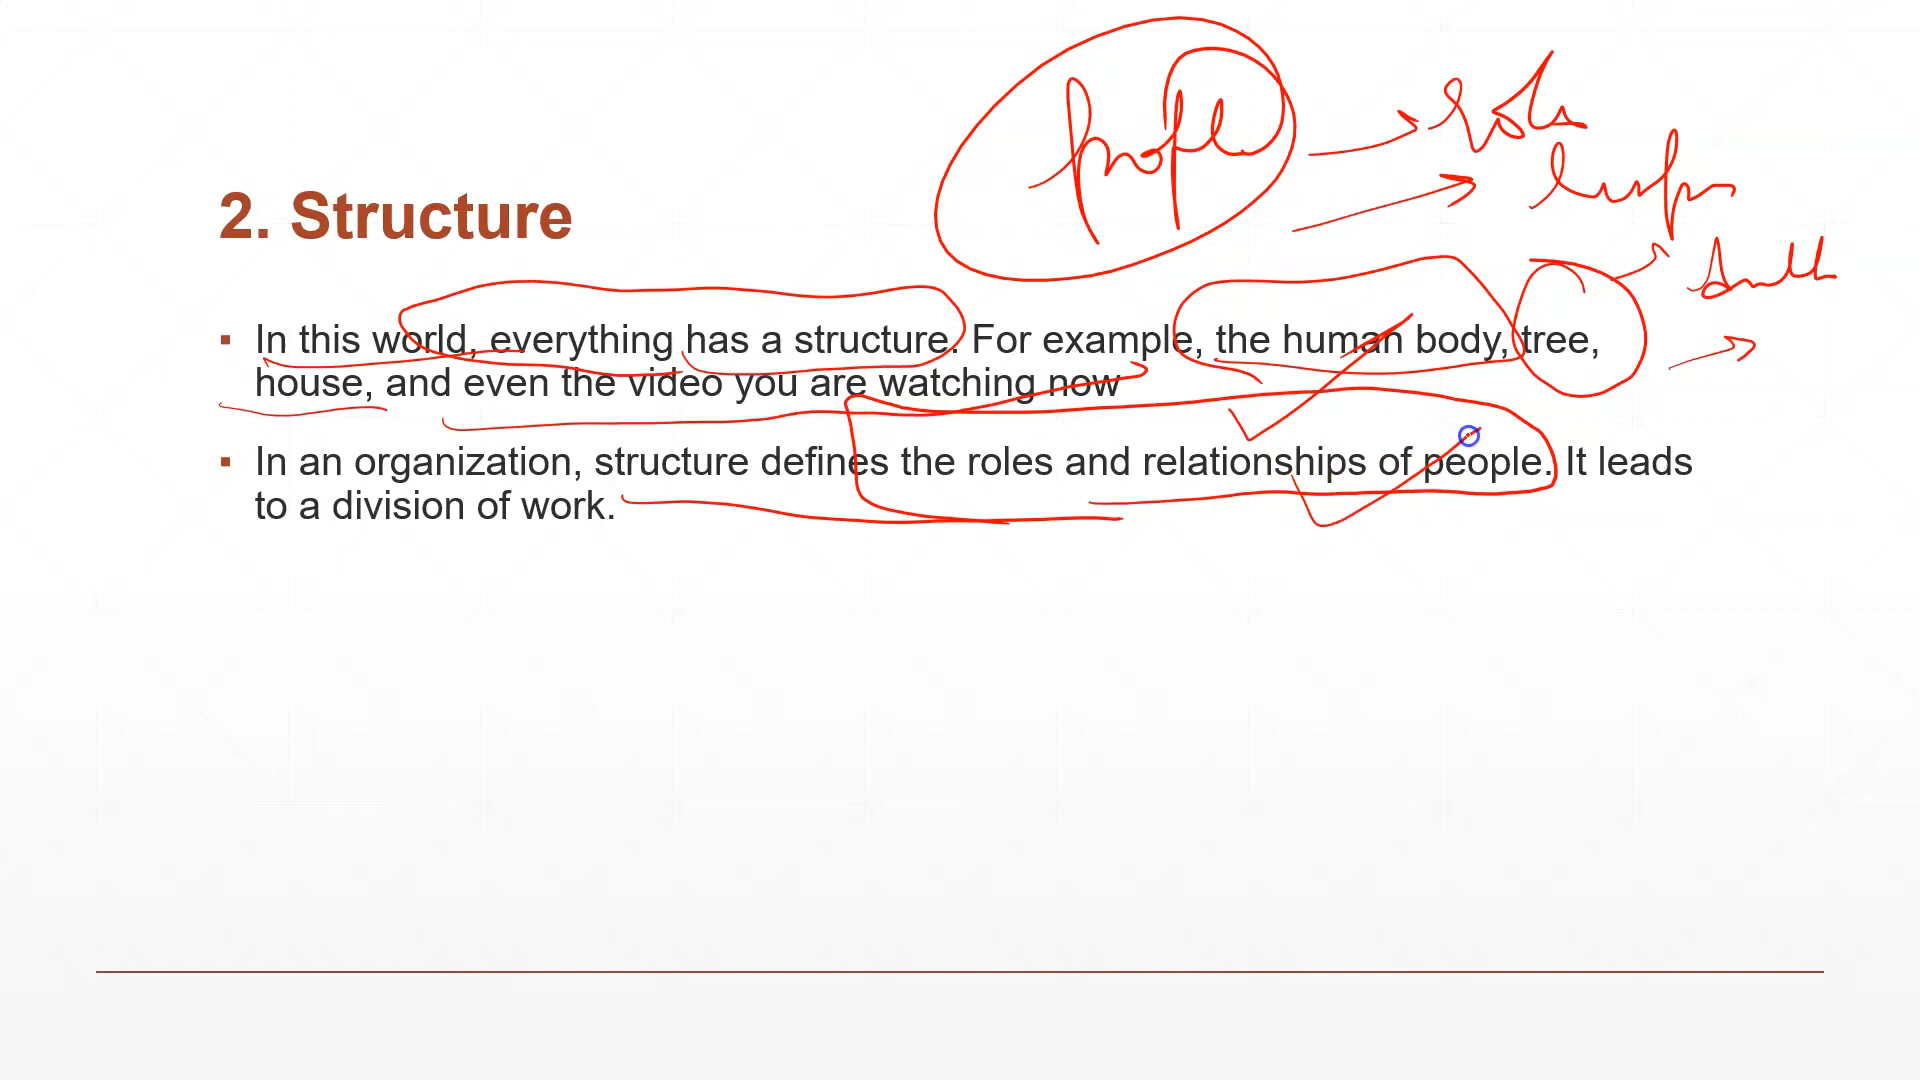 people
role
2. Structure
▪ In this world, everything has a structure. For example, the human body, tree,
house, and even the video you are watching now
▪ In an organization, structure defines the roles and relationships of people. It leads
to a division of work.